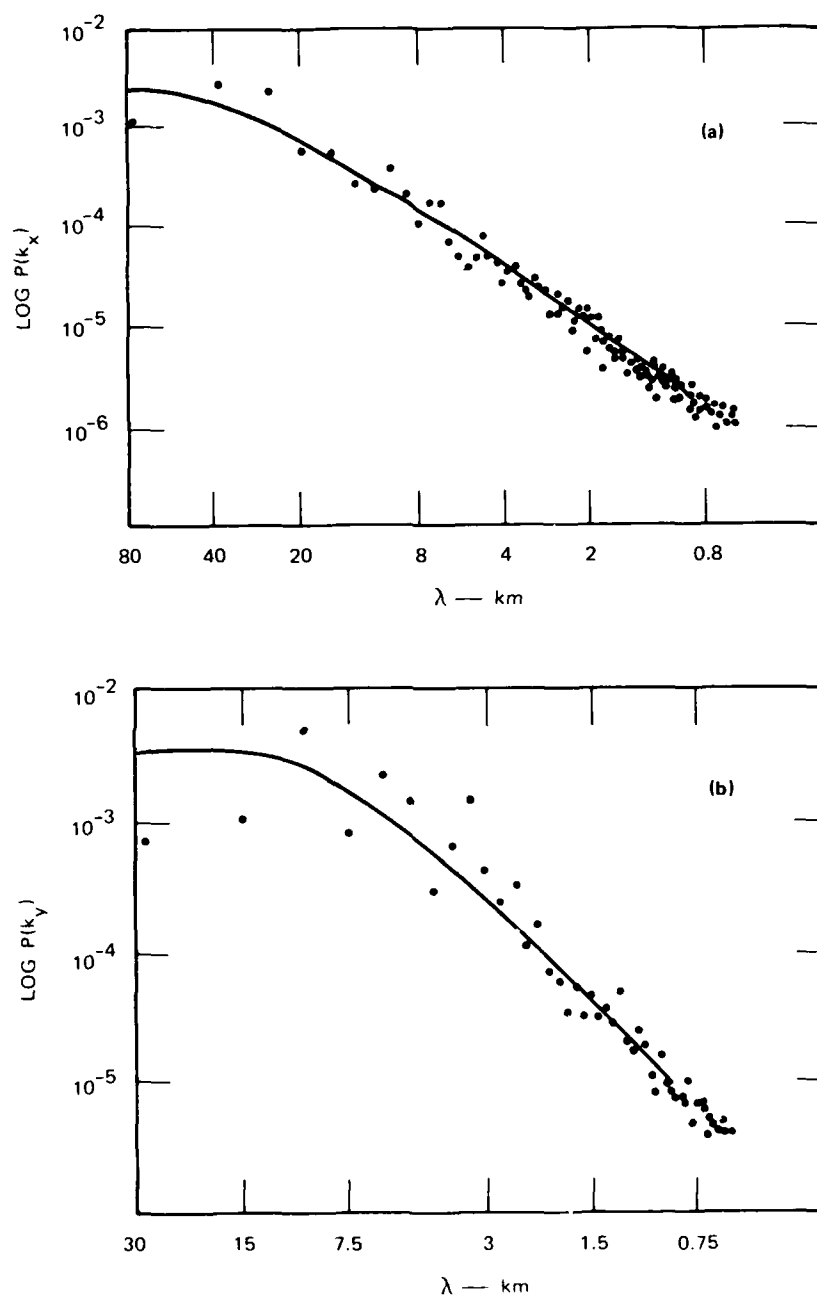 10⁻²
10⁻³
10⁻⁴
10⁻⁵
10⁻⁶
LOG P(kₓ)
(a)
80 40 20 8 4 2 0.8
λ — km
10⁻²
10⁻³
10⁻⁴
10⁻⁵
LOG P(k_y)
(b)
30 15 7.5 3 1.5 0.75
λ — km